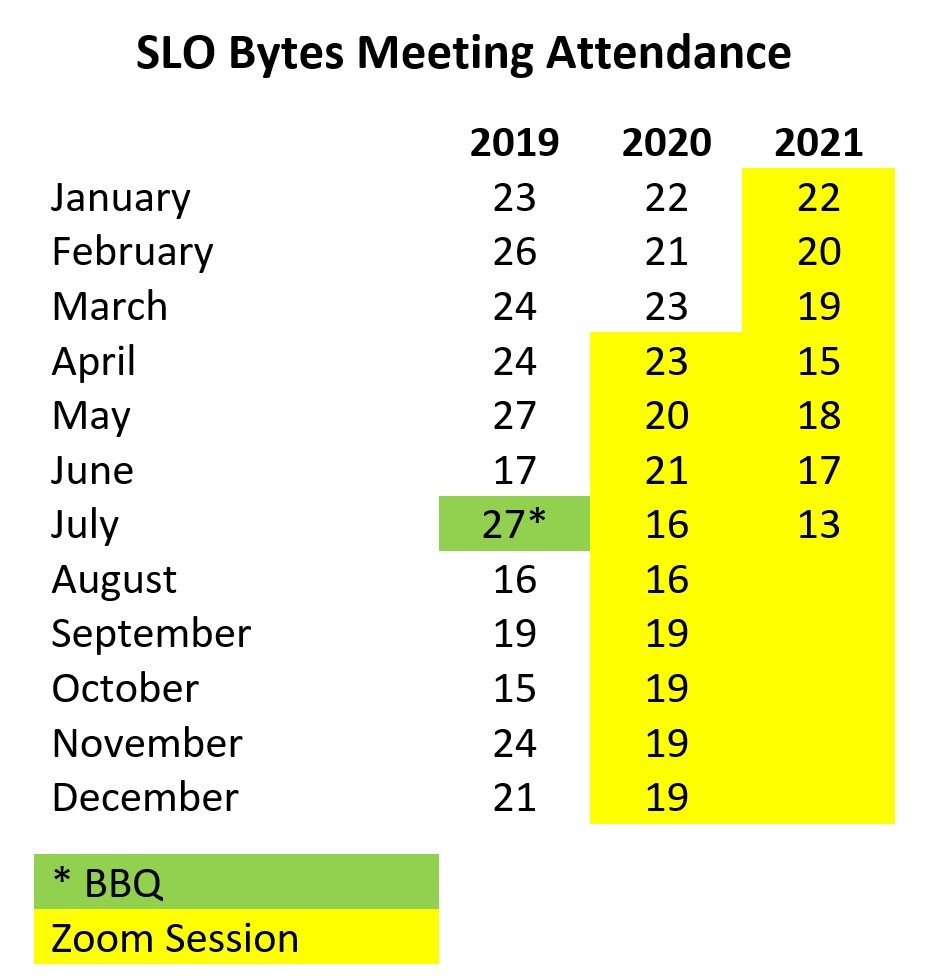 SLO Bytes Meeting Attendance
2019 2020 2021
January 23 22 22
February 26 21 20
March 24 23 19
April 24 23 15
May 27 20 18
June 17 21 17
July 27* 16 13
August 16 16
September 19 19
October 15 19
November 24 19
December 21 19
* BBQ
Zoom Session